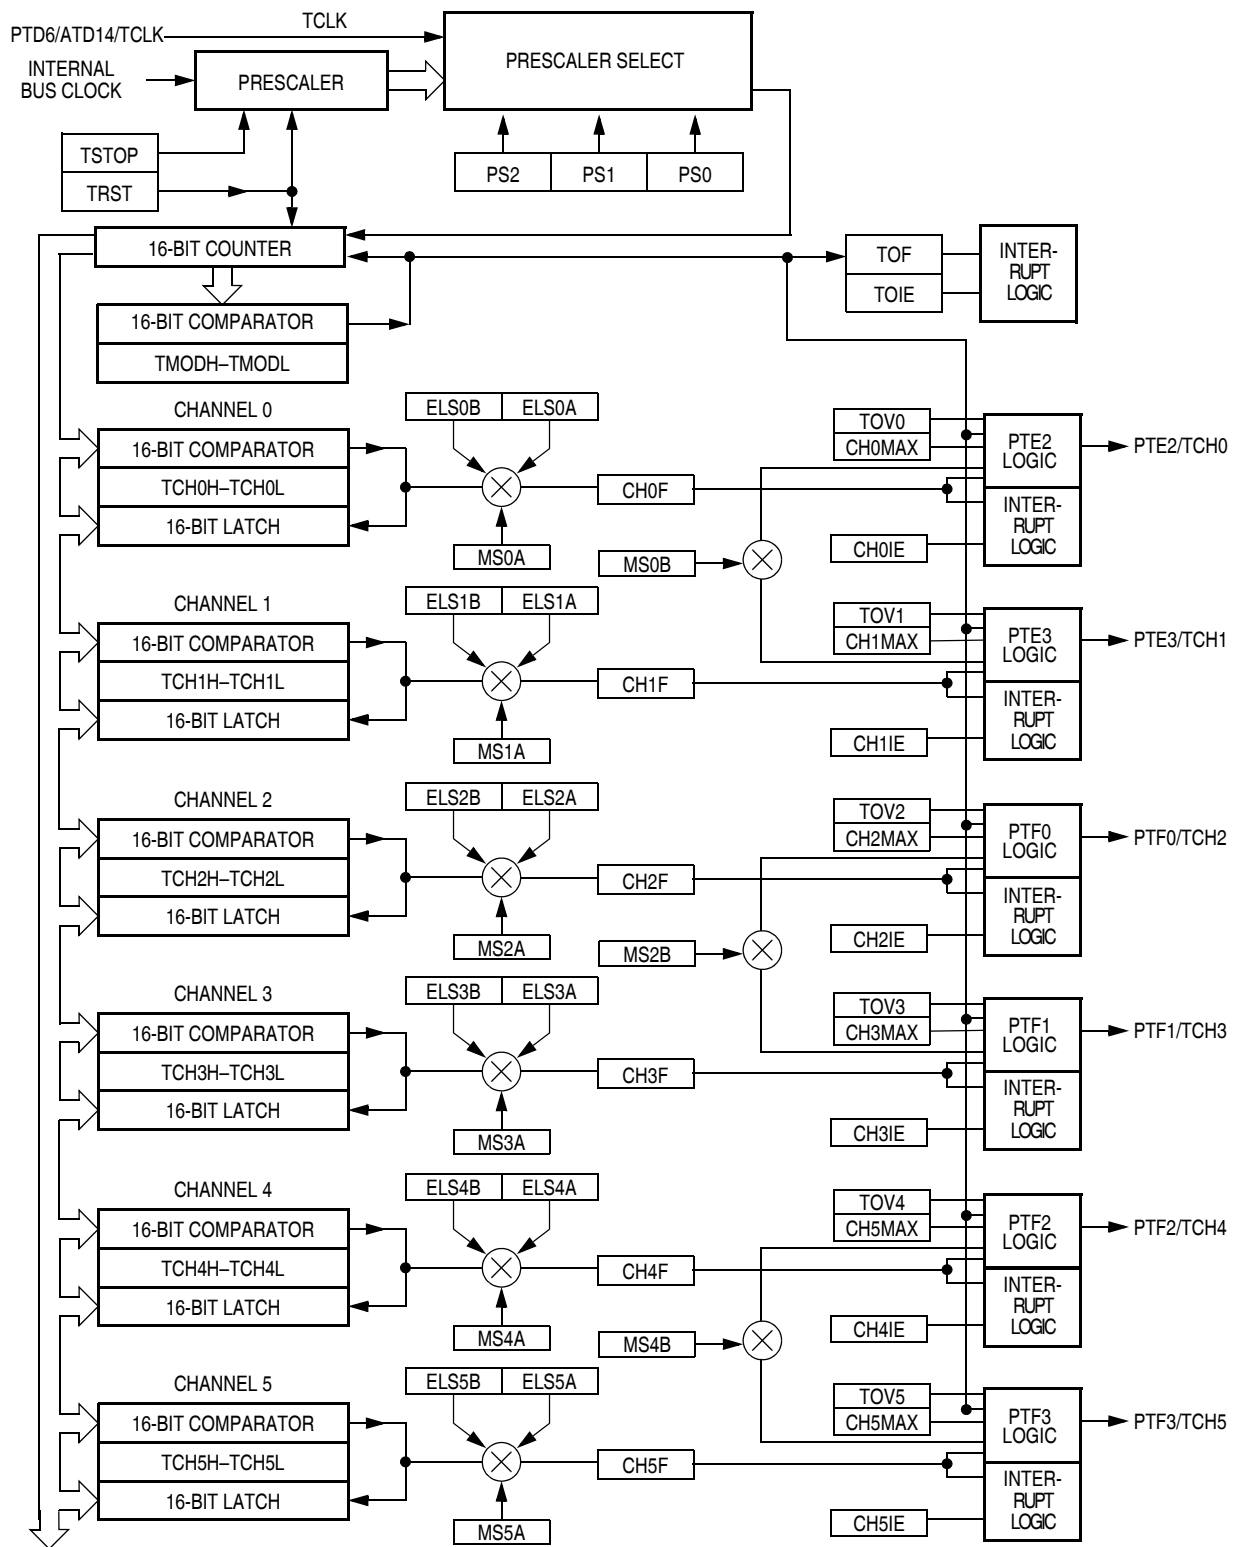 TCLK
PTD6/ATD14/TCLK
PRESCALER SELECT
INTERNAL
BUS CLOCK
PRESCALER
TSTOP
TRST
PS2 PS1 PS0
16-BIT COUNTER
TOF
TOIE
INTER-
RUPT
LOGIC
16-BIT COMPARATOR
TMODH–TMODL
CHANNEL 0
ELS0B ELS0A
16-BIT COMPARATOR
TCH0H–TCH0L
16-BIT LATCH
MS0A
CH0F
MS0B
TOV0
CH0MAX
CH0IE
PTE2
LOGIC
INTER-
RUPT
LOGIC
PTE2/TCH0
CHANNEL 1
ELS1B ELS1A
16-BIT COMPARATOR
TCH1H–TCH1L
16-BIT LATCH
MS1A
CH1F
TOV1
CH1MAX
CH1IE
PTE3
LOGIC
INTER-
RUPT
LOGIC
PTE3/TCH1
CHANNEL 2
ELS2B ELS2A
16-BIT COMPARATOR
TCH2H–TCH2L
16-BIT LATCH
MS2A
CH2F
MS2B
TOV2
CH2MAX
CH2IE
PTF0
LOGIC
INTER-
RUPT
LOGIC
PTF0/TCH2
CHANNEL 3
ELS3B ELS3A
16-BIT COMPARATOR
TCH3H–TCH3L
16-BIT LATCH
MS3A
CH3F
TOV3
CH3MAX
CH3IE
PTF1
LOGIC
INTER-
RUPT
LOGIC
PTF1/TCH3
CHANNEL 4
ELS4B ELS4A
16-BIT COMPARATOR
TCH4H–TCH4L
16-BIT LATCH
MS4A
CH4F
MS4B
TOV4
CH5MAX
CH4IE
PTF2
LOGIC
INTER-
RUPT
LOGIC
PTF2/TCH4
CHANNEL 5
ELS5B ELS5A
16-BIT COMPARATOR
TCH5H–TCH5L
16-BIT LATCH
MS5A
CH5F
TOV5
CH5MAX
CH5IE
PTF3
LOGIC
INTER-
RUPT
LOGIC
PTF3/TCH5